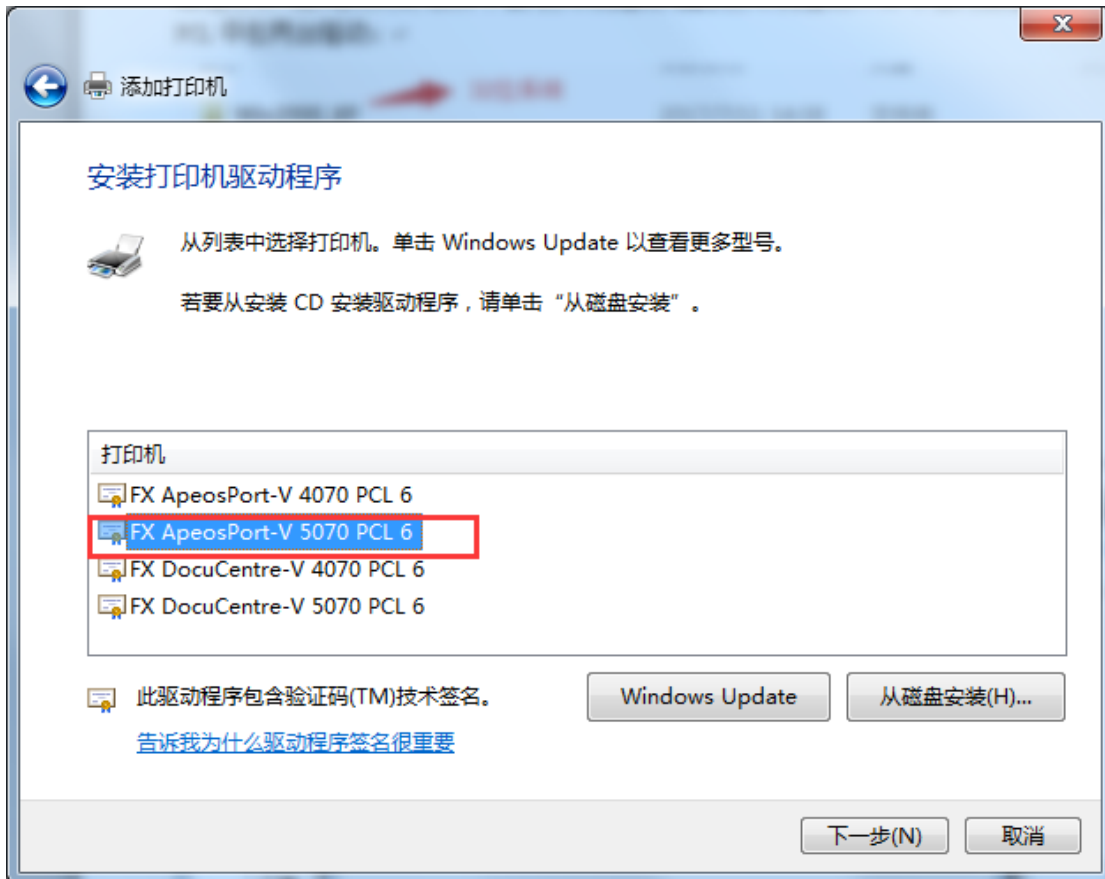 添加打印机
安装打印机驱动程序
从列表中选择打印机。单击 Windows Update 以查看更多型号。
若要从安装 CD 安装驱动程序，请单击“从磁盘安装”。
打印机
FX ApeosPort-V 4070 PCL 6
FX ApeosPort-V 5070 PCL 6
FX DocuCentre-V 4070 PCL 6
FX DocuCentre-V 5070 PCL 6
此驱动程序包含验证码(TM)技术签名。
Windows Update
从磁盘安装(H)...
告诉我为什么驱动程序签名很重要
下一步(N)
取消